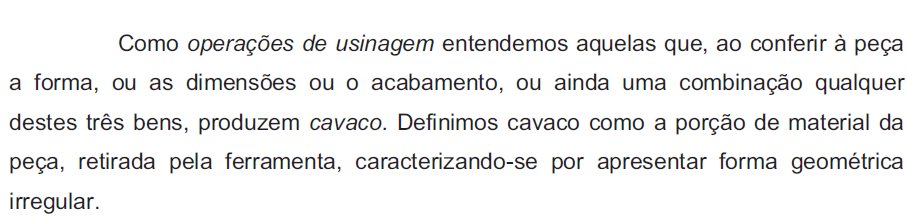 Como operações de usinagem entendemos aquelas que, ao conferir à peça
a forma, ou as dimensões ou o acabamento, ou ainda uma combinação qualquer
destes três bens, produzem cavaco. Definimos cavaco como a porção de material da
peça, retirada pela ferramenta, caracterizando-se por apresentar forma geométrica
irregular.